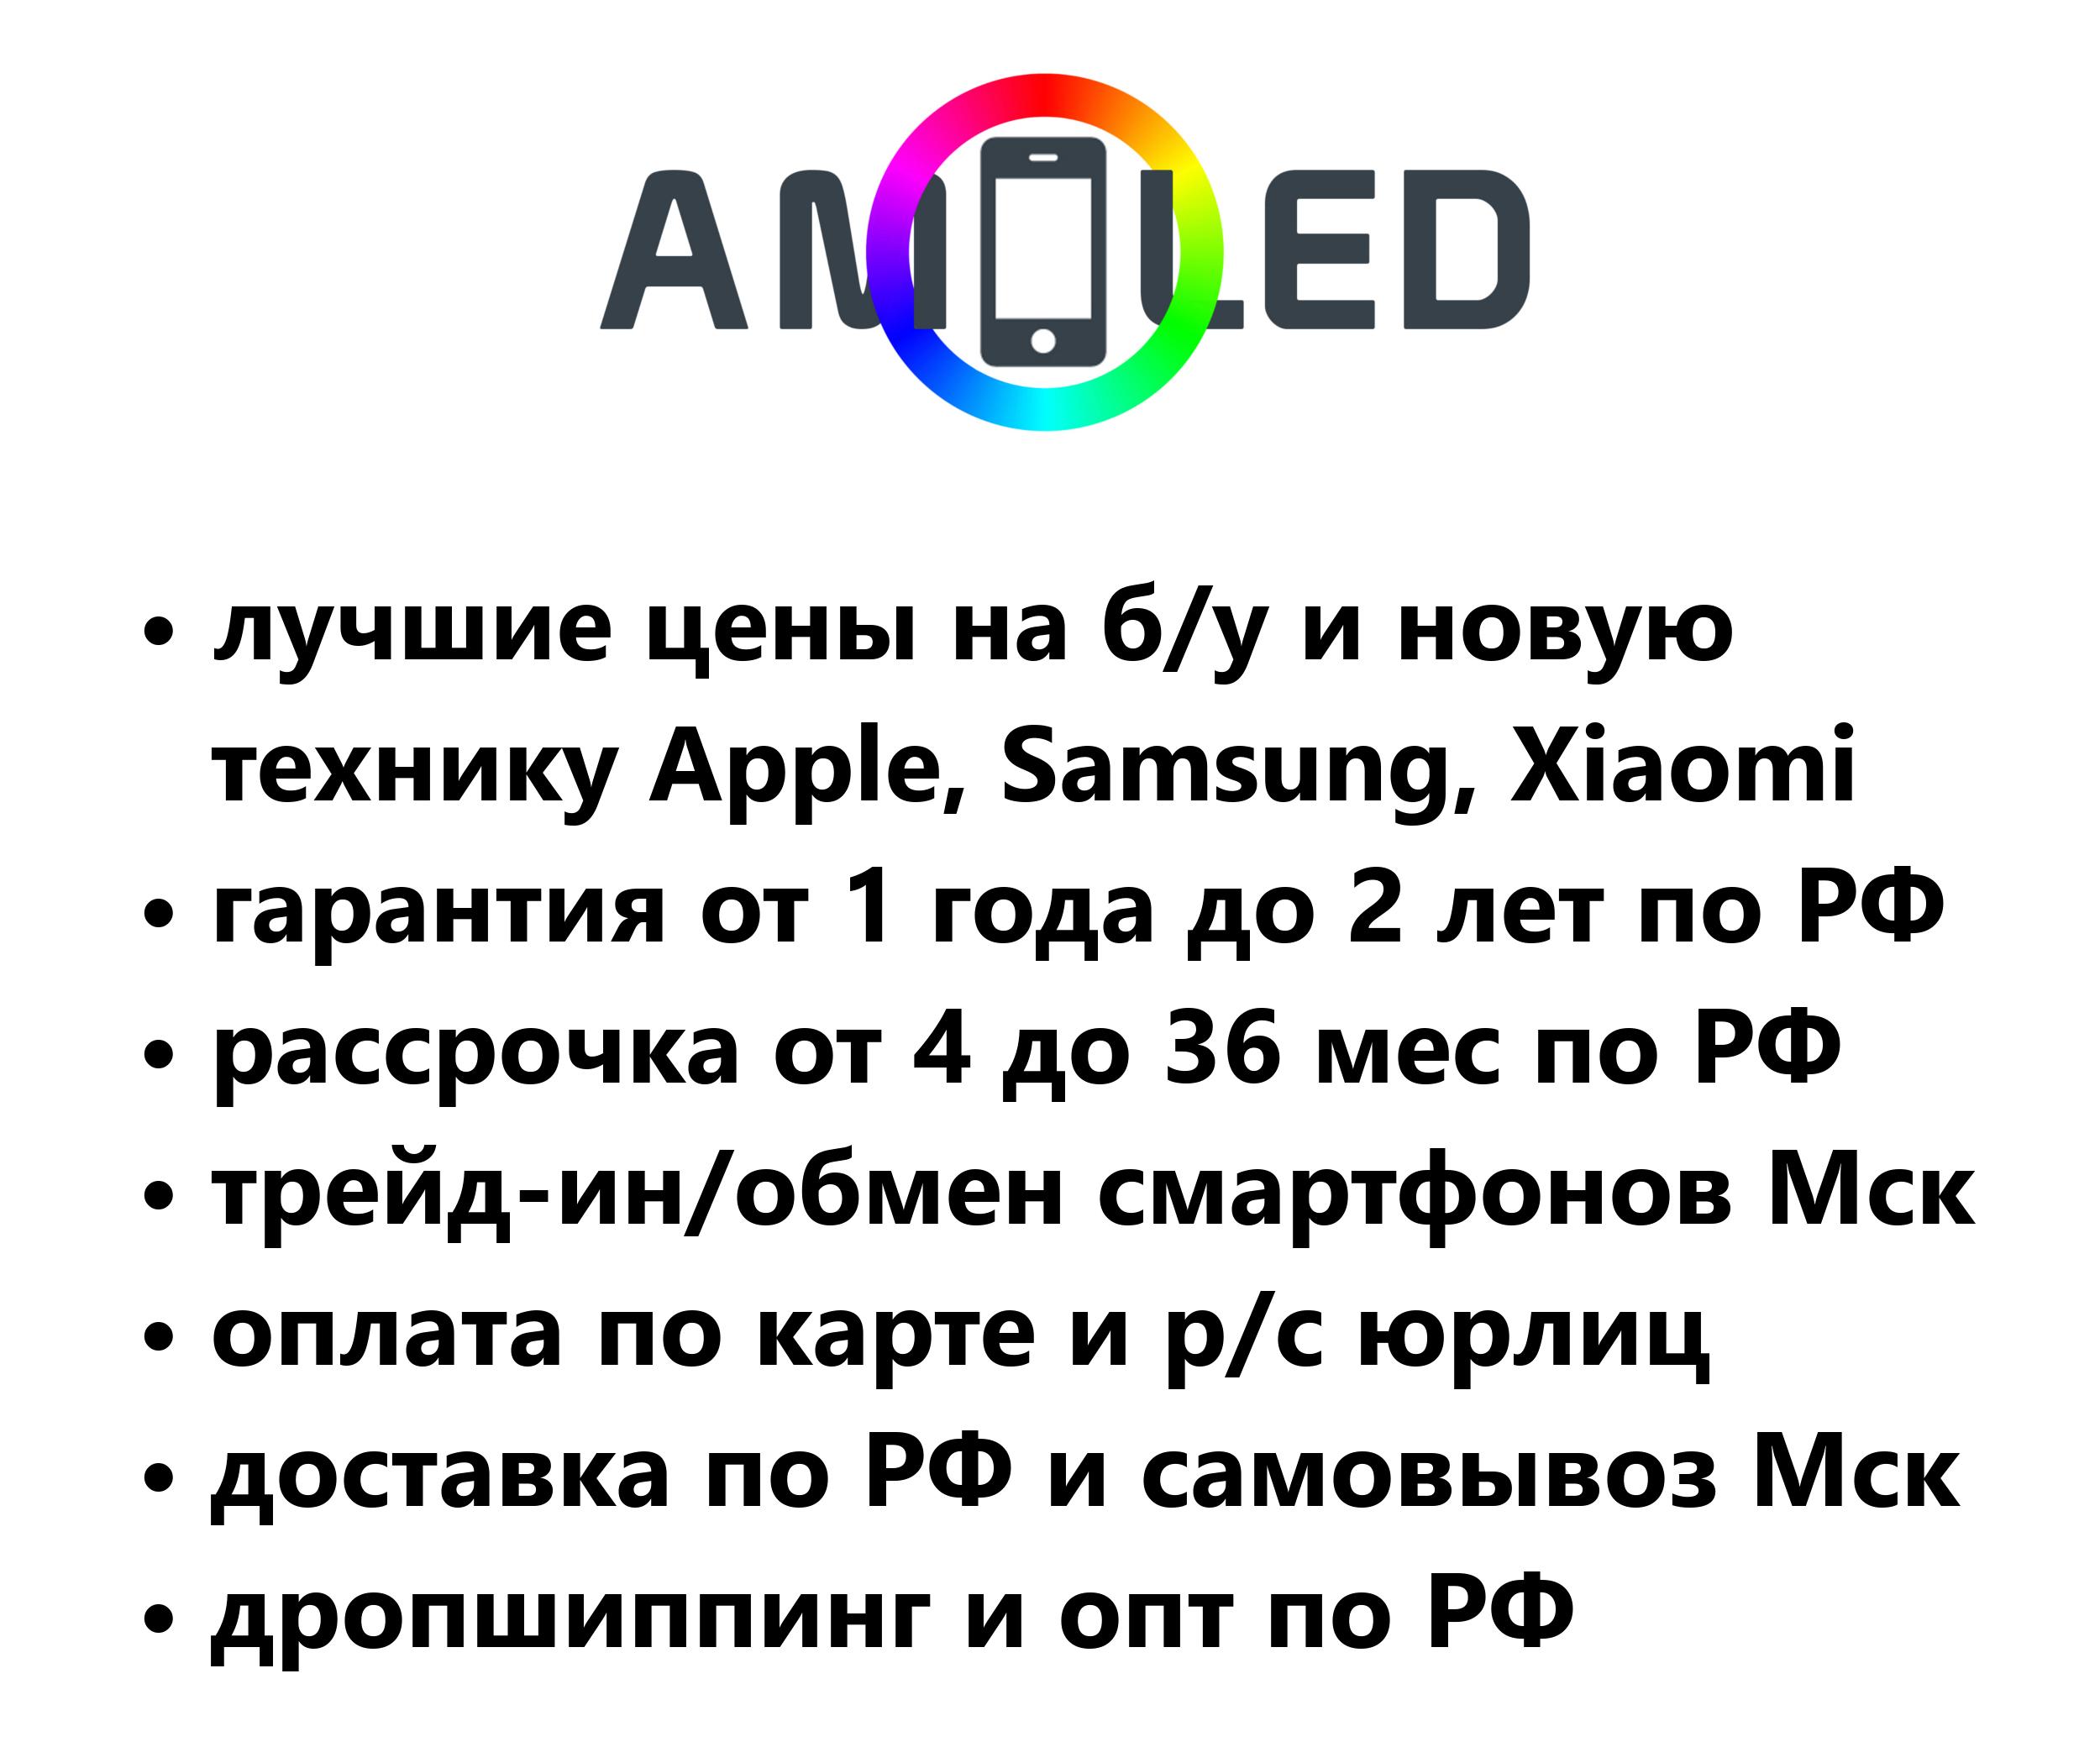 AMOLED
• лучшие цены на б/у и новую
технику Apple, Samsung, Xiaomi
• гарантия от 1 года до 2 лет по РФ
• рассрочка от 4 до 36 мес по РФ
• трейд-ин/обмен смартфонов Мск
• оплата по карте и р/с юрлиц
• доставка по РФ и самовывоз Мск
• дропшиппинг и опт по РФ